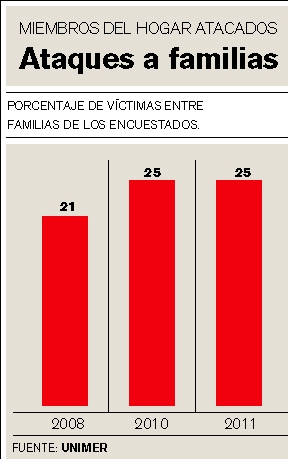 MIEMBROS DEL HOGAR ATACADOS
Ataques a familias
PORCENTAJE DE VÍCTIMAS ENTRE
FAMILIAS DE LOS ENCUESTADOS.
21 25 25
2008 2010 2011
FUENTE: UNIMER